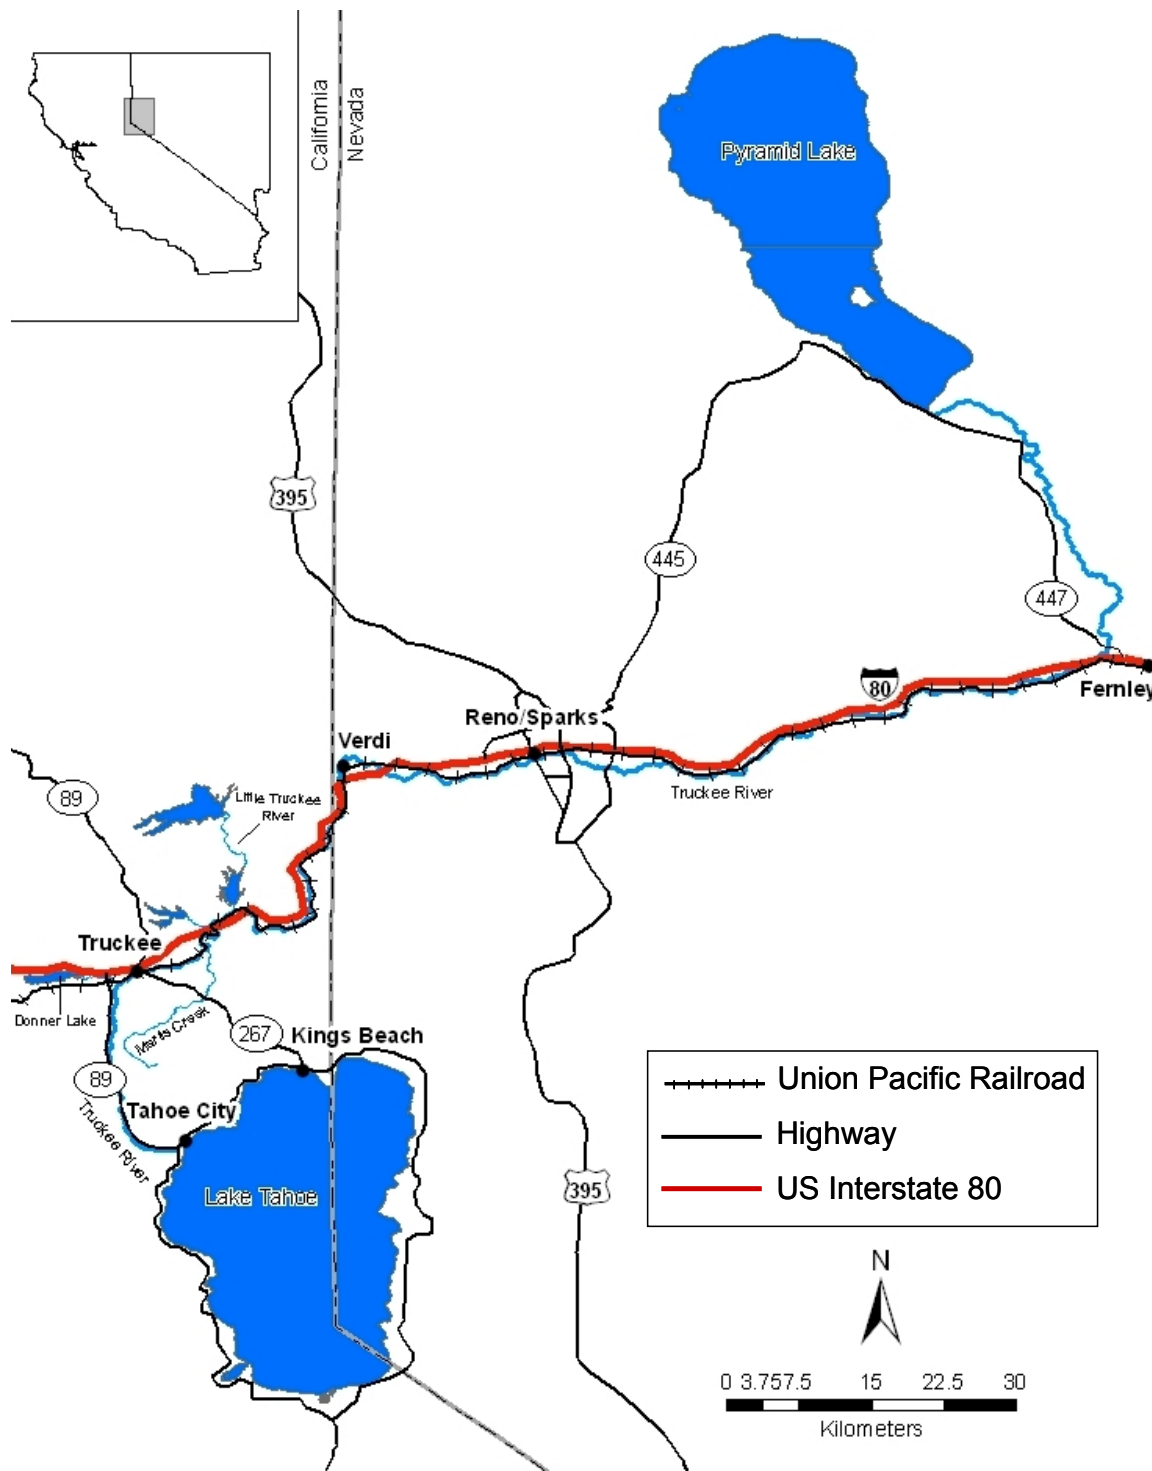 California
Nevada
Pyramid Lake
395
445
447
80
Fernley
Reno/Sparks
Verdi
Truckee River
89
Little Truckee
River
Truckee
Donner Lake
Martis Creek
267
Kings Beach
89
Tahoe City
Truckee River
Lake Tahoe
395
Union Pacific Railroad
Highway
US Interstate 80
N
0 3.757.5 15 22.5 30
Kilometers